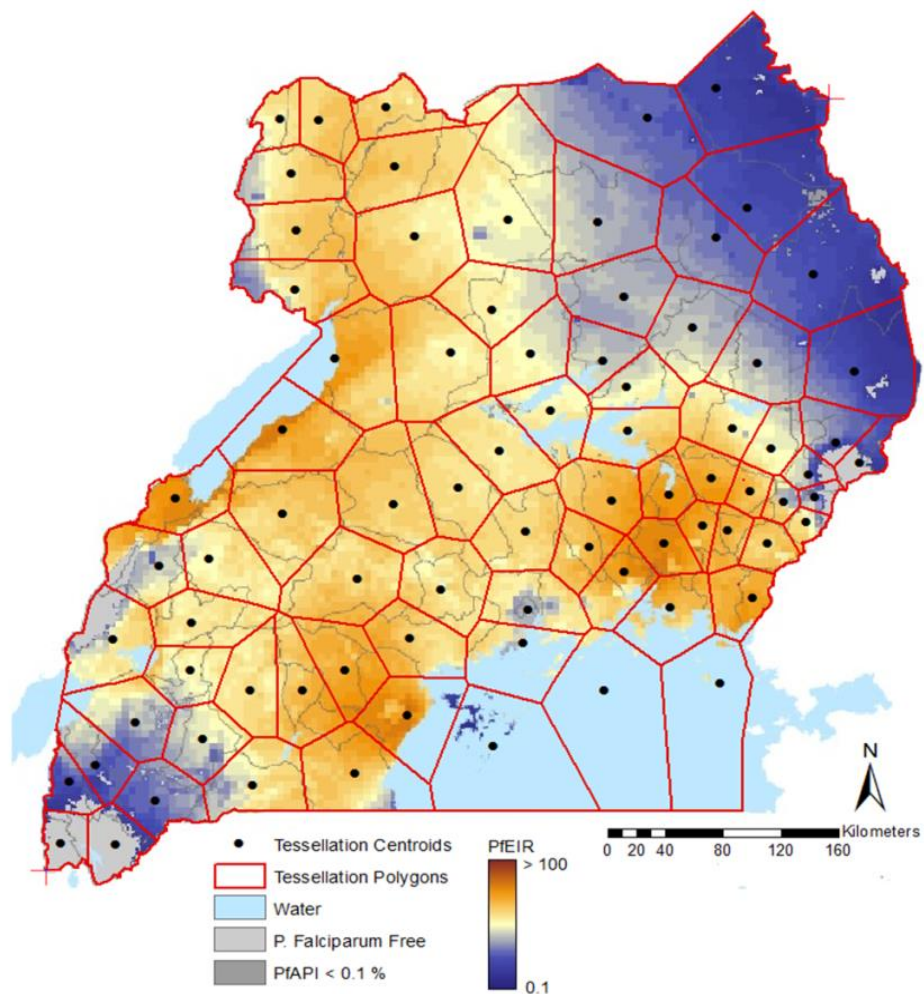 N
Kilometers
0 20 40 80 120 160
Tessellation Centroids
Tessellation Polygons
Water
P. Falciparum Free
PfAPI < 0.1 %
PfEIR
> 100
0.1